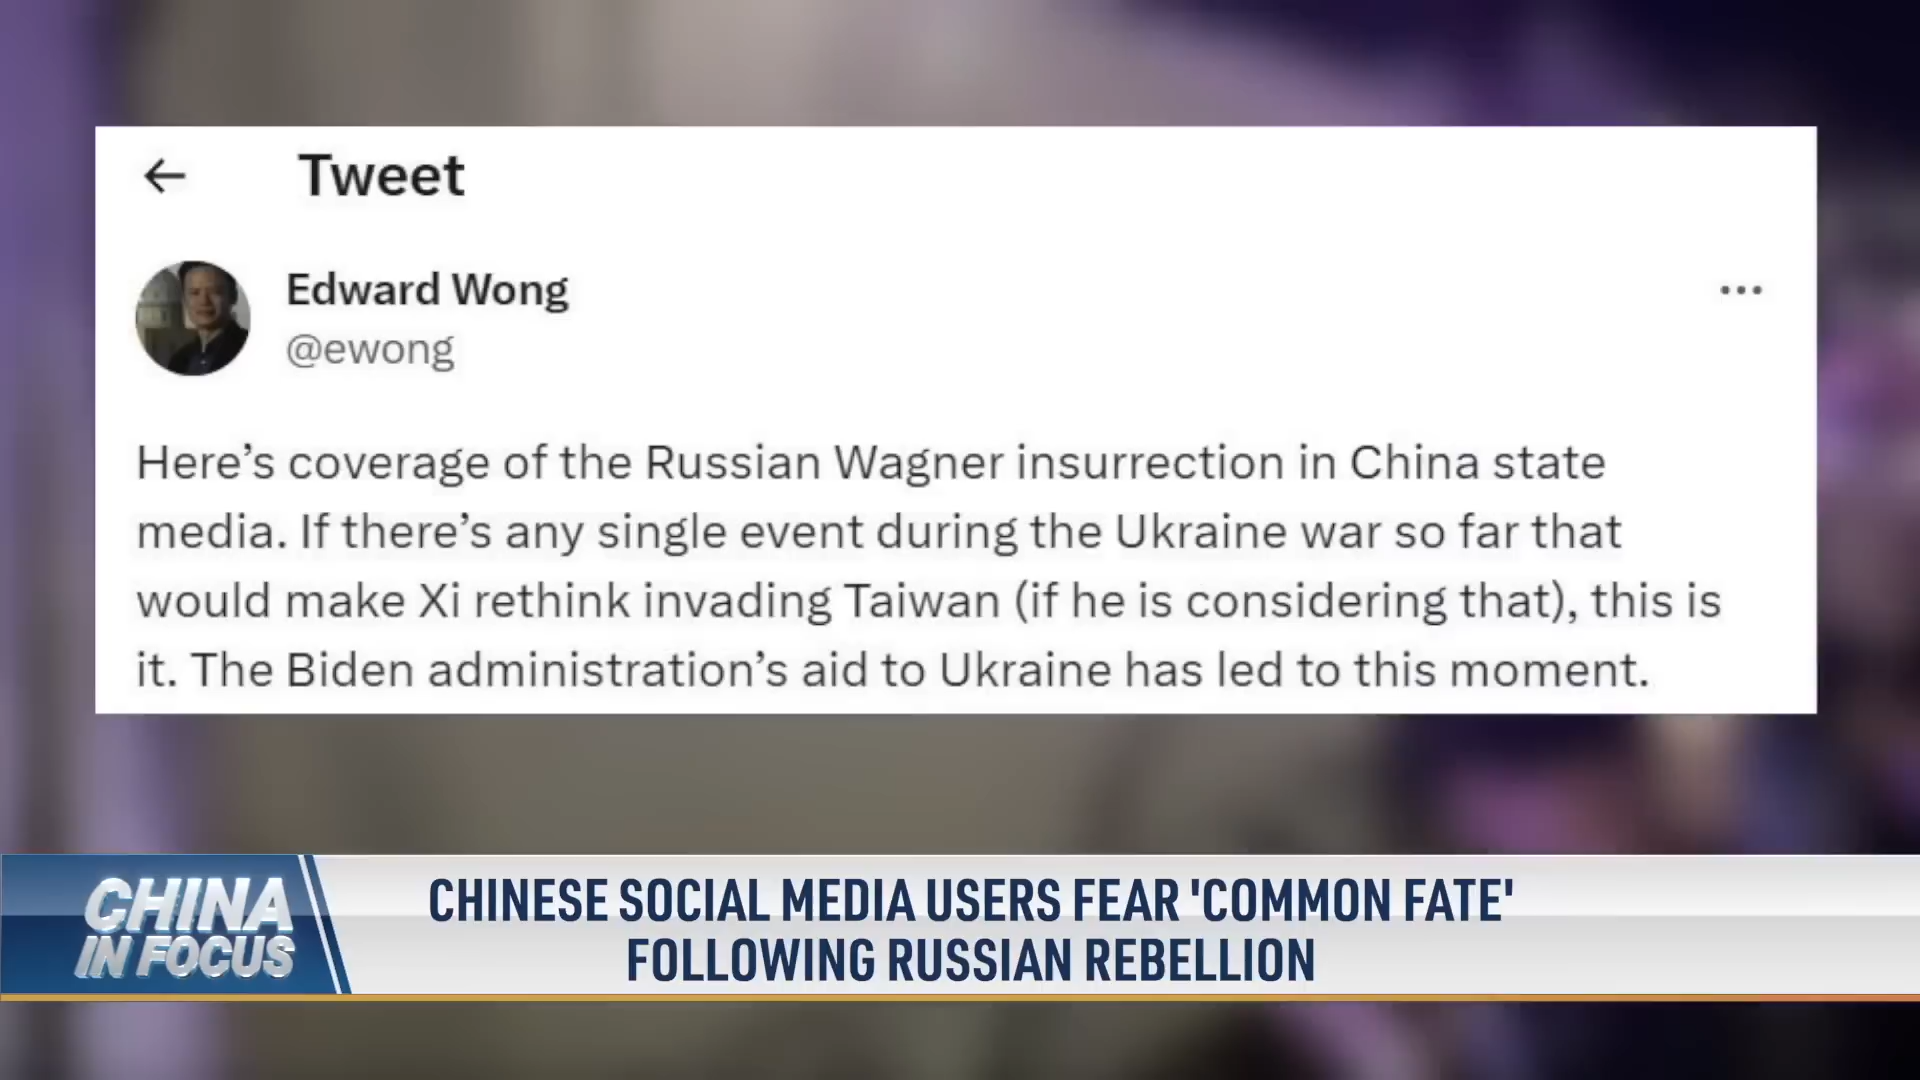 Tweet
Edward Wong
@ewong
Here’s coverage of the Russian Wagner insurrection in China state
media. If there’s any single event during the Ukraine war so far that
would make Xi rethink invading Taiwan (if he is considering that), this is
it. The Biden administration’s aid to Ukraine has led to this moment.
CHINA
IN FOCUS
CHINESE SOCIAL MEDIA USERS FEAR 'COMMON FATE'
FOLLOWING RUSSIAN REBELLION